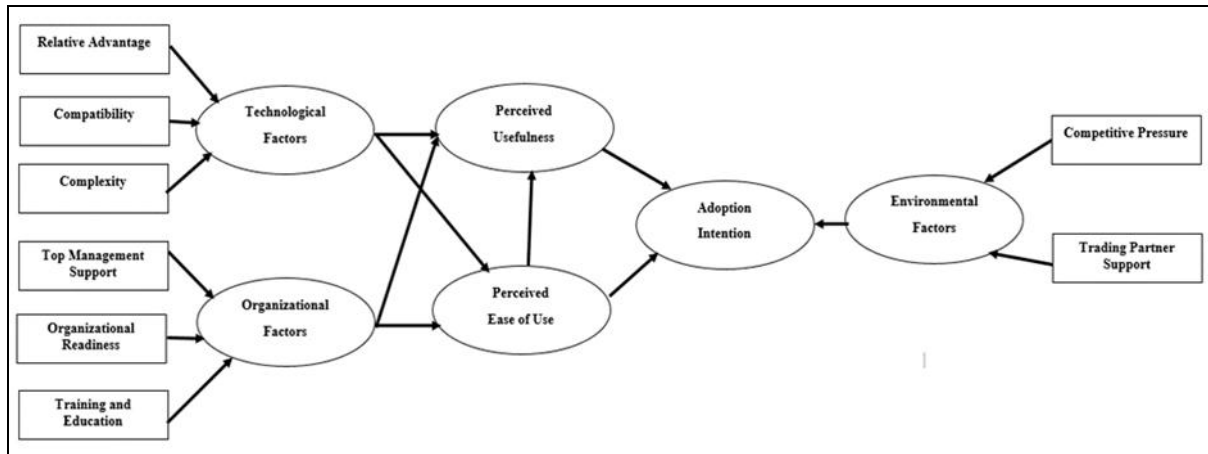 Relative Advantage
Compatibility
Complexity
Top Management
Support
Organizational
Readiness
Training and
Education
Technological
Factors
Organizational
Factors
Perceived
Usefulness
Perceived
Ease of Use
Adoption
Intention
Environmental
Factors
Competitive Pressure
Trading Partner
Support